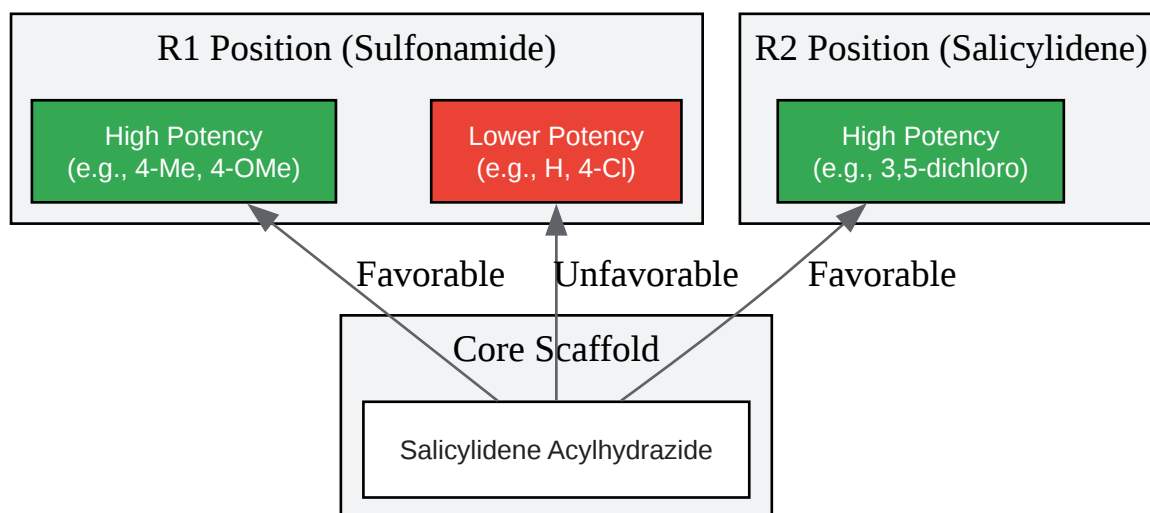 R1 Position (Sulfonamide)
R2 Position (Salicylidene)
High Potency
(e.g., 4-Me, 4-OMe)
Lower Potency
(e.g., H, 4-Cl)
High Potency
(e.g., 3,5-dichloro)
Favorable
Unfavorable
Favorable
Core Scaffold
Salicylidene Acylhydrazide